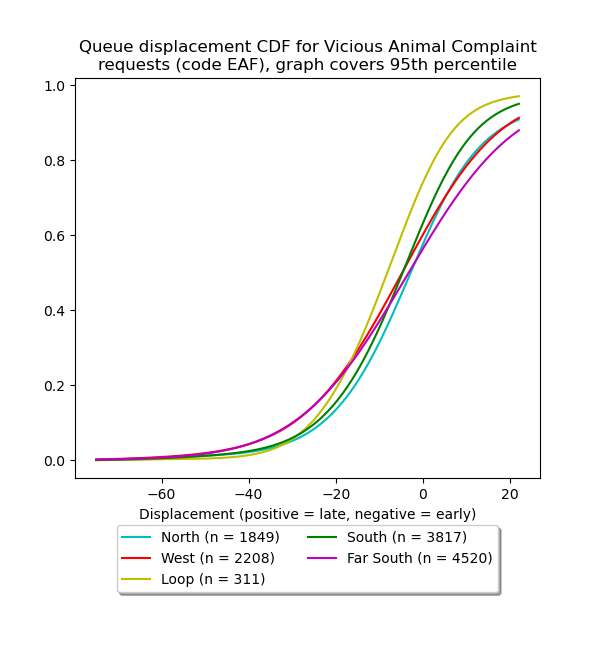 Queue displacement CDF for Vicious Animal Complaint
requests (code EAF), graph covers 95th percentile
1.0
0.8
0.6
0.4
0.2
0.0
−60
−40
−20
0
20
Displacement (positive = late, negative = early)
North (n = 1849)
West (n = 2208)
Loop (n = 311)
South (n = 3817)
Far South (n = 4520)